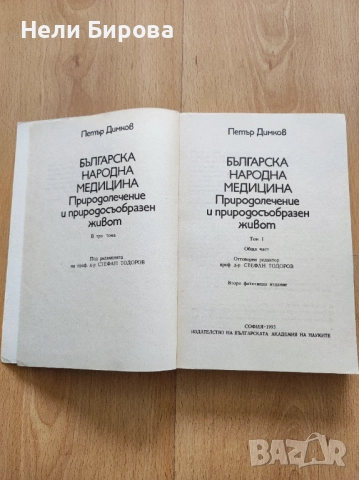 Нели Бирова
Петър Димков
БЪЛГАРСКА
НАРОДНА
МЕДИЦИНА
Природолечение
и природосъобразен
живот
В три тома
Под редакцията
на проф. д-р СТЕФАН ТОДОРОВ
Петър Димков
БЪЛГАРСКА
НАРОДНА
МЕДИЦИНА
Природолечение
и природосъобразен
живот
Том I
Обща част
Отговорен редактор
проф. д-р СТЕФАН ТОДОРОВ
Второ фототипно издание
СОФИЯ · 1993
ИЗДАТЕЛСТВО НА БЪЛГАРСКАТА АКАДЕМИЯ НА НАУКИТЕ
BAZAR
bg